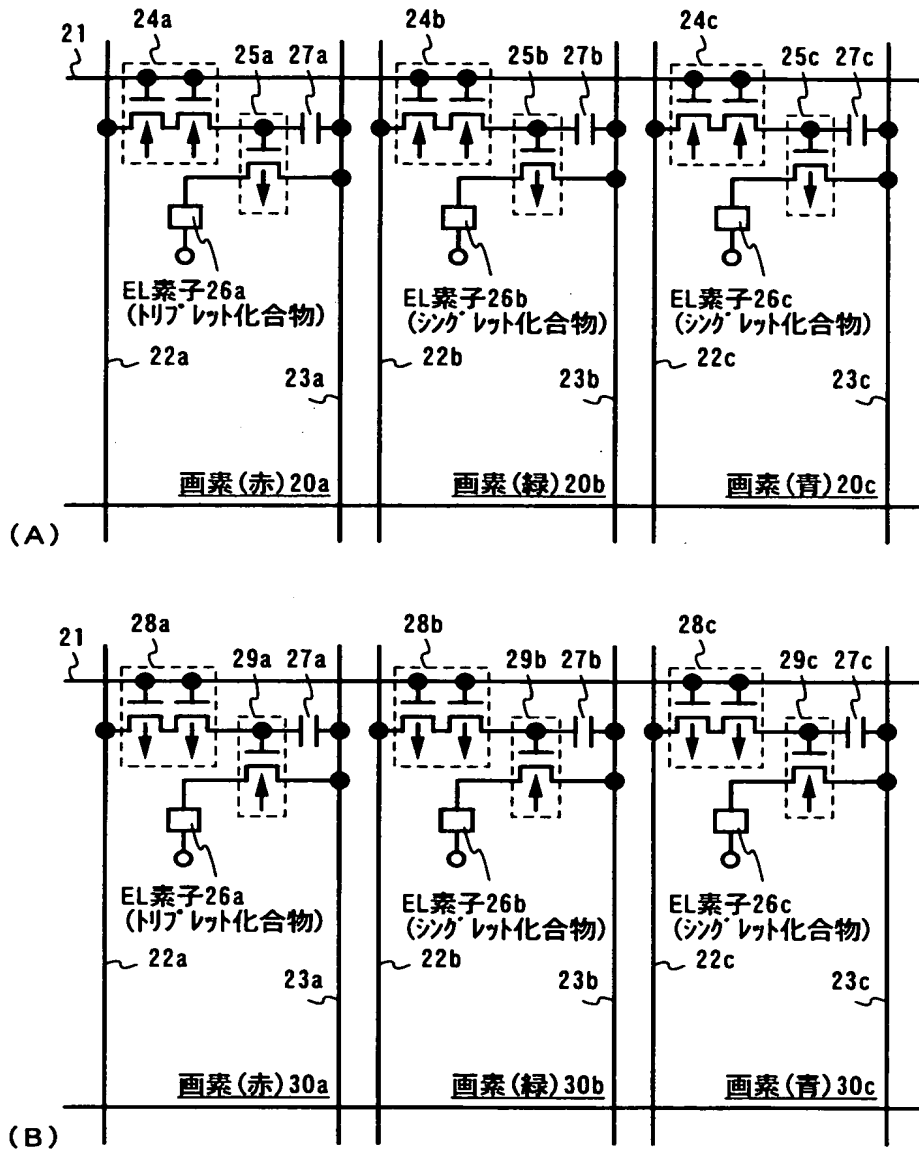 21 24a 25a 27a 24b 25b 27b 24c 25c 27c
EL素子26a
(トリプレット化合物)
EL素子26b
(シングレット化合物)
EL素子26c
(シングレット化合物)
22a 23a 22b 23b 22c 23c
画素(赤)20a 画素(緑)20b 画素(青)20c
(A)
21 28a 29a 27a 28b 29b 27b 28c 29c 27c
EL素子26a
(トリプレット化合物)
EL素子26b
(シングレット化合物)
EL素子26c
(シングレット化合物)
22a 23a 22b 23b 22c 23c
画素(赤)30a 画素(緑)30b 画素(青)30c
(B)